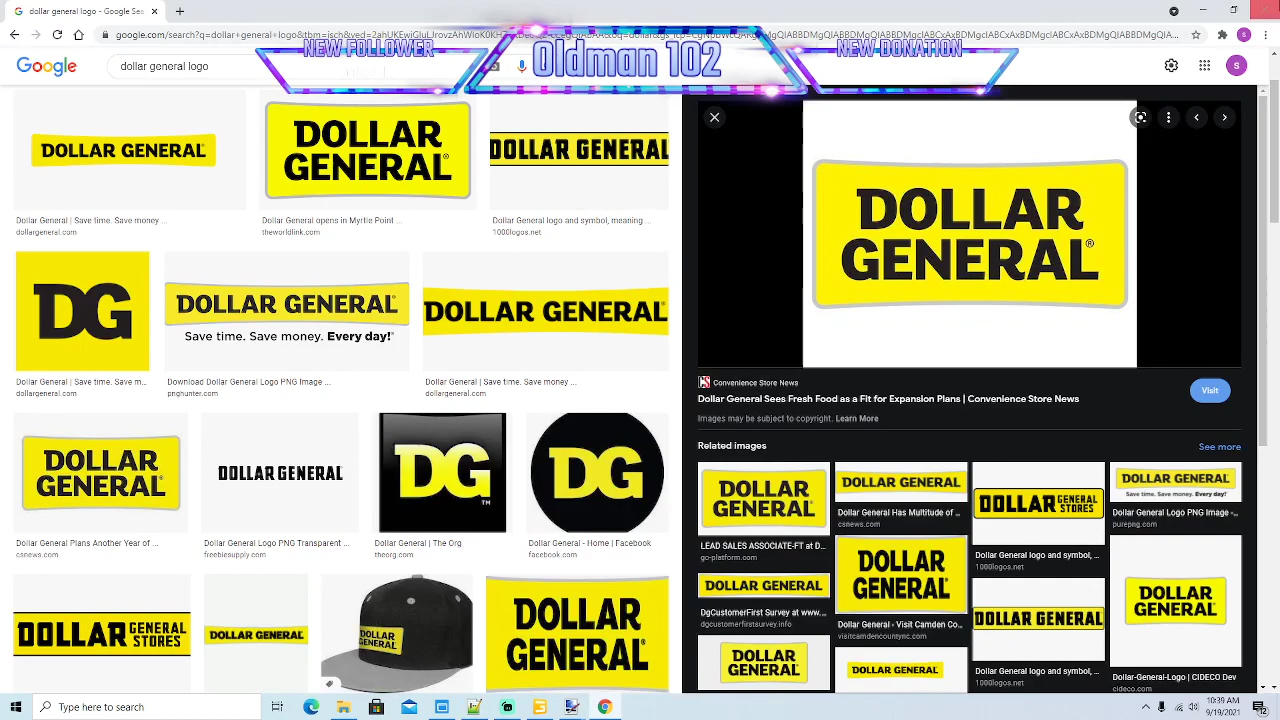 dollar general logo - Google Sea
NEW FOLLOWER
Oldman 102
NEW DONATION
Google
dollar general logo
S
DOLLAR GENERAL
Dollar General | Save time. Save money ...
dollargeneral.com
DOLLAR
GENERAL®
Dollar General opens in Myrtle Point ...
theworldlink.com
DOLLAR GENERAL
Dollar General logo and symbol, meaning ...
1000logos.net
DG
Dollar General | Save time. Save m...
dollargeneral.com
DOLLAR GENERAL
Save time. Save money. Every day!®
Download Dollar General Logo PNG Image ...
pnghunter.com
DOLLAR GENERAL
Dollar General | Save time. Save money ...
dollargeneral.com
DOLLAR
GENERAL
Dollar General Plans Another Year of ...
csnews.com
DOLLAR GENERAL
Dollar General Logo PNG Transparent ...
freebiesupply.com
DG™
Dollar General | The Org
theorg.com
DG
Dollar General - Home | Facebook
facebook.com
DOLLAR GENERAL
STORES
DOLLAR GENERAL
DOLLAR
GENERAL
DOLLAR
GENERAL®
DOLLAR
GENERAL®
Convenience Store News
Visit
Dollar General Sees Fresh Food as a FIt for Expansion Plans | Convenience Store News
Images may be subject to copyright. Learn More
Related images
See more
DOLLAR
GENERAL
LEAD SALES ASSOCIATE-FT at D...
go-platform.com
DOLLAR GENERAL
Dollar General Has Multitude of ...
csnews.com
DOLLAR GENERAL
STORES
Dollar General logo and symbol, ...
1000logos.net
DOLLAR GENERAL
Save time. Save money. Every day!
Dollar General Logo PNG Image -...
purepng.com
DOLLAR GENERAL
DgCustomerFirst Survey at www...
dgcustomerfirstsurvey.info
DOLLAR
GENERAL
Dollar General - Visit Camden Co...
visitcamdencountync.com
DOLLAR GENERAL
Dollar General logo and symbol, ...
1000logos.net
DOLLAR
GENERAL
Dollar-General-Logo | CIDECO Dev
cideco.com
DOLLAR
GENERAL
DOLLAR GENERAL
Type here to search
10:39 AM
9/19/2021